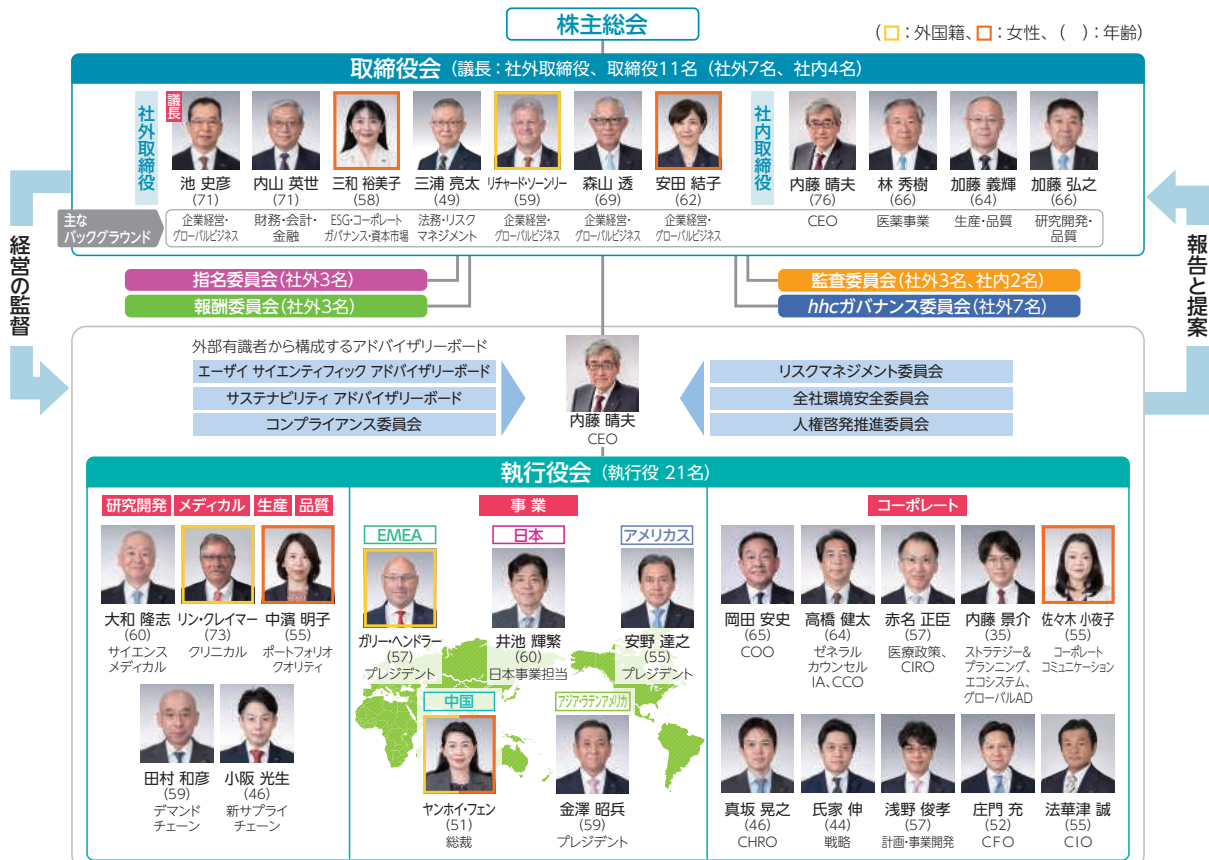 株主総会
(□：外国籍、□：女性、( )：年齢)
取締役会 (議長：社外取締役、取締役11名 (社外7名、社内4名)
社外取締役
議長
池 史彦
(71)
企業経営・
グローバルビジネス
内山 英世
(71)
財務・会計・
金融
三和 裕美子
(58)
ESG・コーポレート
ガバナンス・資本市場
三浦 亮太
(49)
法務・リスク
マネジメント
リチャード・ソーンリー
(59)
企業経営・
グローバルビジネス
森山 透
(69)
企業経営・
グローバルビジネス
安田 結子
(62)
企業経営・
グローバルビジネス
社内取締役
内藤 晴夫
(76)
CEO
林 秀樹
(66)
医薬事業
加藤 義輝
(64)
生産・品質
加藤 弘之
(66)
研究開発・
品質
主な
バックグラウンド
経営の監督
報告と提案
指名委員会(社外3名)
報酬委員会(社外3名)
監査委員会(社外3名、社内2名)
hhcガバナンス委員会(社外7名)
外部有識者から構成するアドバイザリーボード
エーザイ サイエンティフィック アドバイザリーボード
サステナビリティ アドバイザリーボード
コンプライアンス委員会
内藤 晴夫
CEO
リスクマネジメント委員会
全社環境安全委員会
人権啓発推進委員会
執行役会 (執行役 21名)
研究開発
メディカル
生産
品質
大和 隆志
(60)
サイエンス
メディカル
リン・クレイマー
(73)
クリニカル
中濱 明子
(55)
ポートフォリオ
クオリティ
田村 和彦
(59)
デマンド
チェーン
小阪 光生
(46)
新サプライ
チェーン
事業
EMEA
ガリー・ヘンドラー
(57)
プレジデント
日本
井池 輝繁
(60)
日本事業担当
アメリカス
安野 達之
(55)
プレジデント
中国
ヤンホイ・フェン
(51)
総裁
アジア・ラテンアメリカ
金澤 昭兵
(59)
プレジデント
コーポレート
岡田 安史
(65)
COO
高橋 健太
(64)
ゼネラル
カウンセル
IA、CCO
赤名 正臣
(57)
医療政策、
CIRO
内藤 景介
(35)
ストラテジー&
プランニング、
エコシステム、
グローバルAD
佐々木 小夜子
(55)
コーポレート
コミュニケーション
真坂 晃之
(46)
CHRO
氏家 伸
(44)
戦略
浅野 俊孝
(57)
計画・事業開発
庄門 充
(52)
CFO
法華津 誠
(55)
CIO